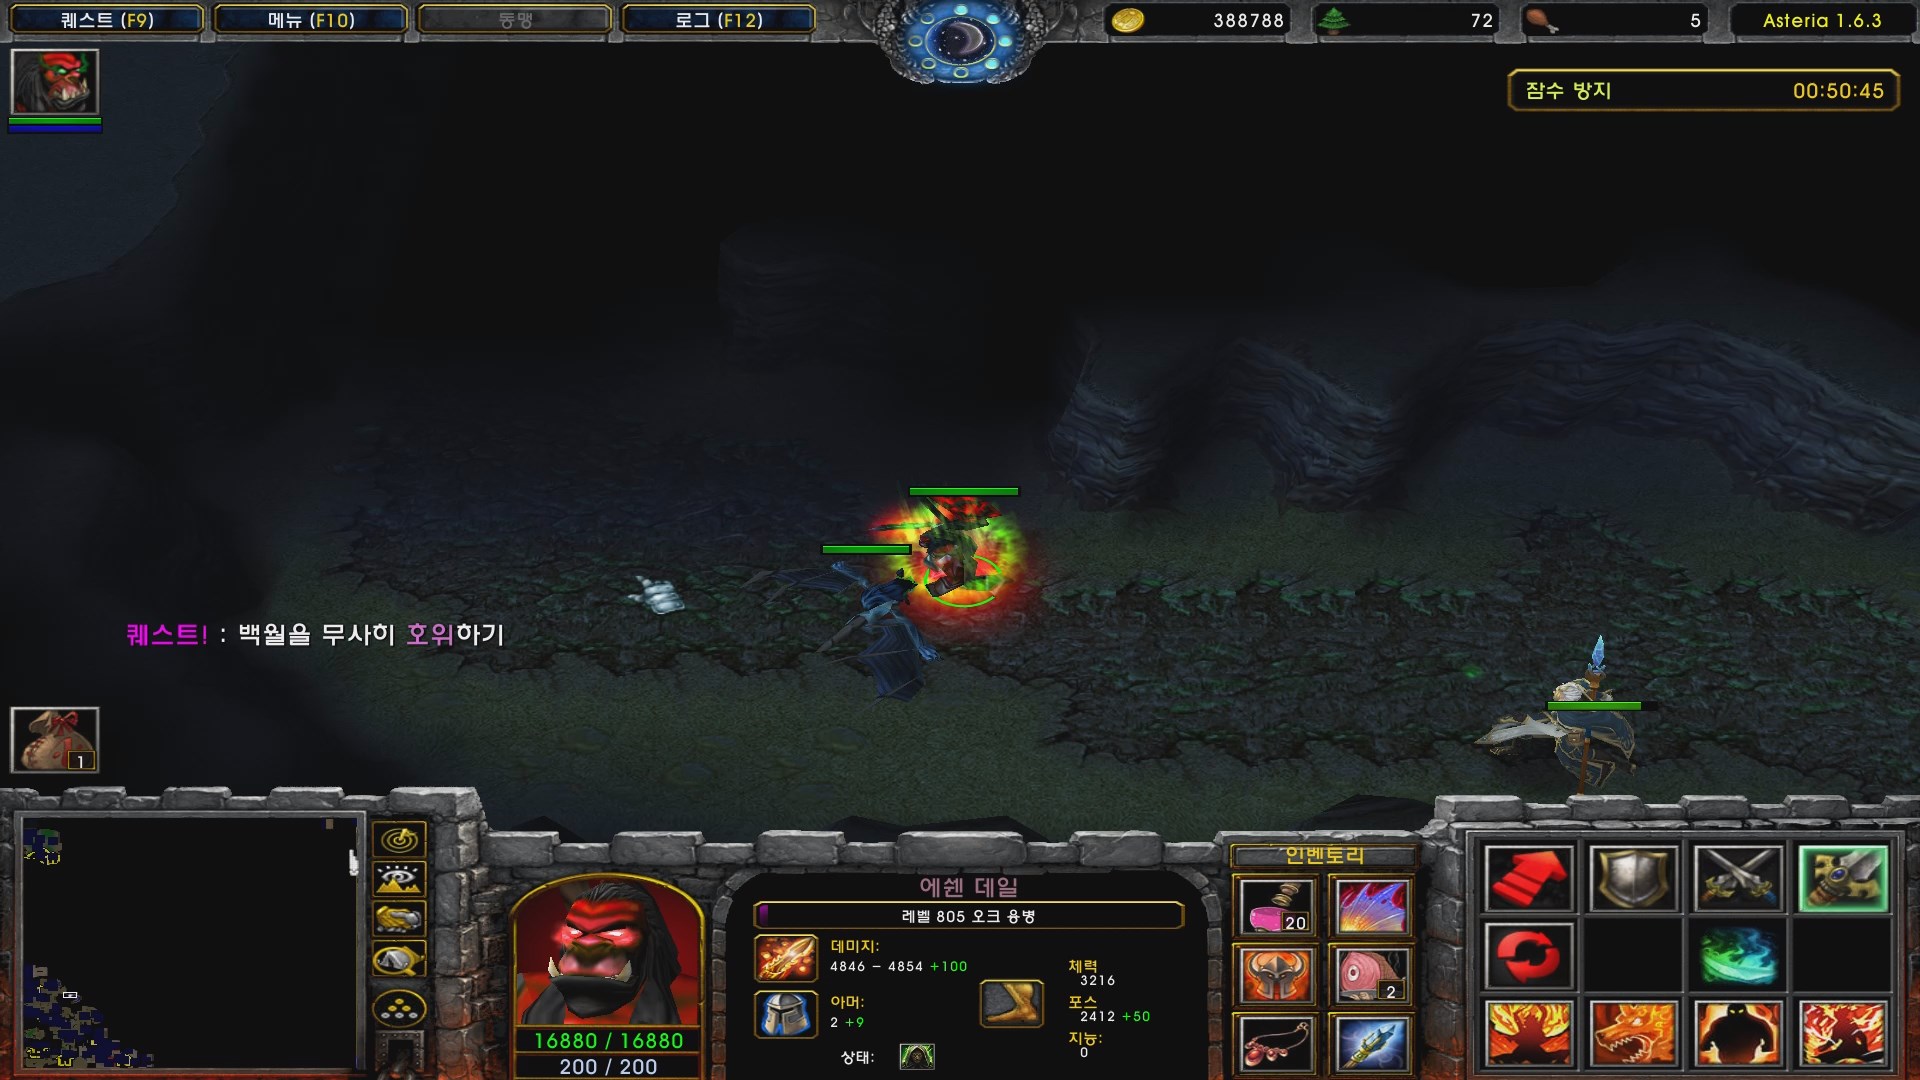 퀘스트 (F9)
메뉴 (F10)
동맹
로그 (F12)
388788
72
5
Asteria 1.6.3
잠수 방지
00:50:45
퀘스트! : 백월을 무사히 호위하기
1
에쉔 데일
레벨 805 오크 용병
데미지:
4846 – 4854 +100
아머:
2 +9
상태:
체력
3216
포스
2412 +50
지능:
0
16880 / 16880
200 / 200
인벤토리
20
2